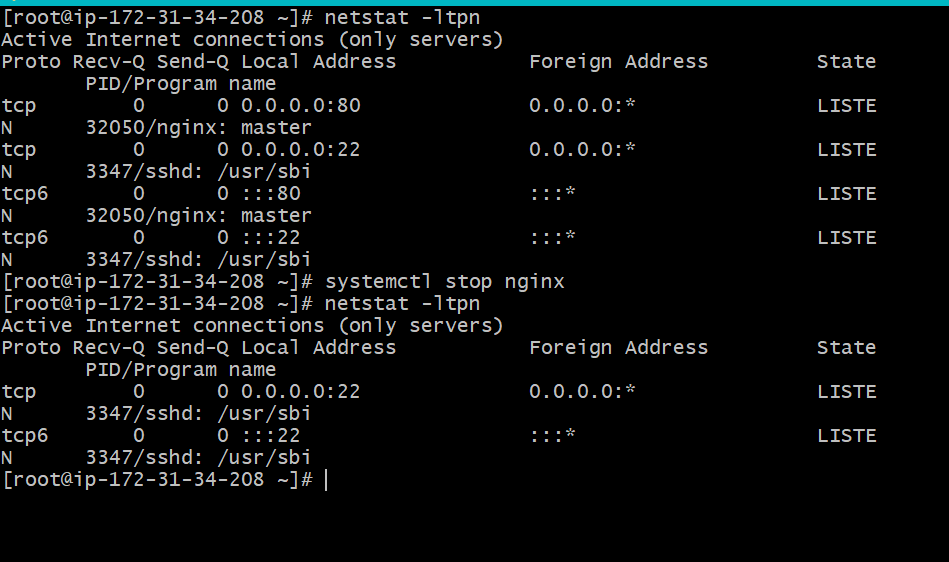 [root@ip-172-31-34-208 ~]# netstat -ltpn
Active Internet connections (only servers)
Proto Recv-Q Send-Q Local Address           Foreign Address         State
       PID/Program name
tcp        0      0 0.0.0.0:80              0.0.0.0:*               LISTE
N      32050/nginx: master
tcp        0      0 0.0.0.0:22              0.0.0.0:*               LISTE
N      3347/sshd: /usr/sbi
tcp6       0      0 :::80                   :::*                    LISTE
N      32050/nginx: master
tcp6       0      0 :::22                   :::*                    LISTE
N      3347/sshd: /usr/sbi
[root@ip-172-31-34-208 ~]# systemctl stop nginx
[root@ip-172-31-34-208 ~]# netstat -ltpn
Active Internet connections (only servers)
Proto Recv-Q Send-Q Local Address           Foreign Address         State
       PID/Program name
tcp        0      0 0.0.0.0:22              0.0.0.0:*               LISTE
N      3347/sshd: /usr/sbi
tcp6       0      0 :::22                   :::*                    LISTE
N      3347/sshd: /usr/sbi
[root@ip-172-31-34-208 ~]#